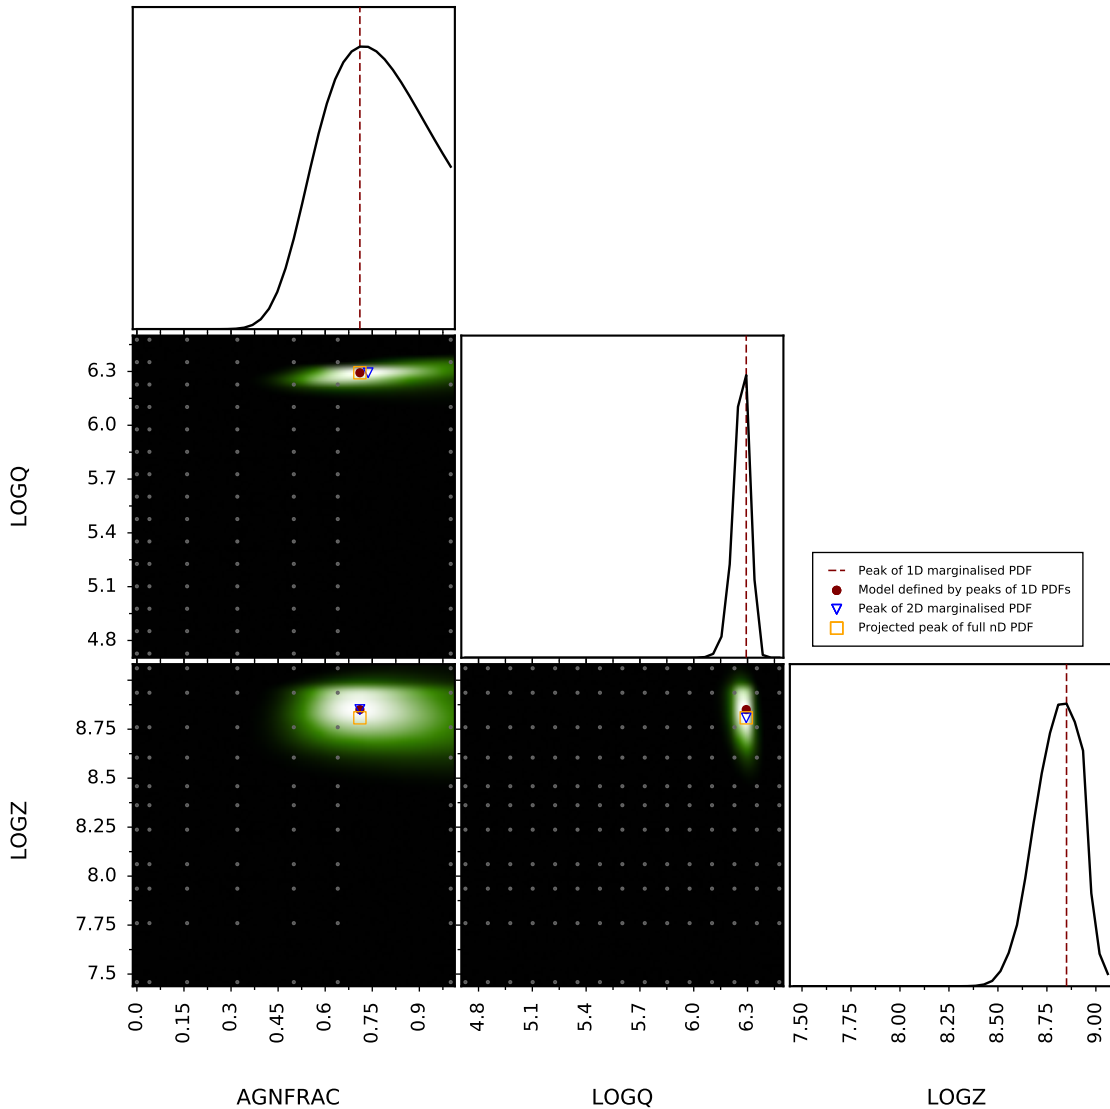 6.3
6.0
5.7
5.4
5.1
4.8
LOGQ
Peak of 1D marginalised PDF
Model defined by peaks of 1D PDFs
Peak of 2D marginalised PDF
Projected peak of full nD PDF
8.75
8.5
8.25
8.0
7.75
7.5
LOGZ
0.0 0.15 0.3 0.45 0.6 0.75 0.9
4.8 5.1 5.4 5.7 6.0 6.3
7.50 7.75 8.00 8.25 8.50 8.75 9.00
AGNFRAC
LOGQ
LOGZ